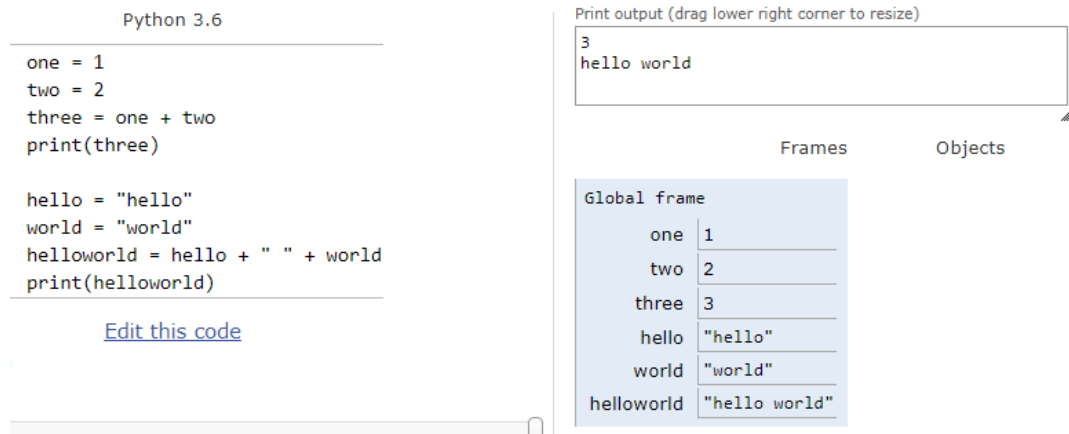 Python 3.6
one = 1
two = 2
three = one + two
print(three)
hello = "hello"
world = "world"
helloworld = hello + " " + world
print(helloworld)
Edit this code
Print output (drag lower right corner to resize)
3
hello world
Frames
Objects
Global frame
one 1
two 2
three 3
hello "hello"
world "world"
helloworld "hello world"